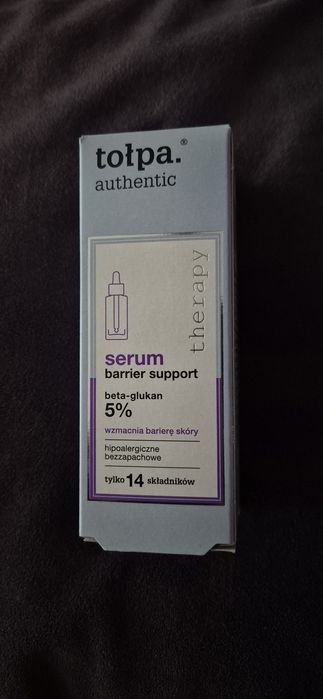 tołpa.®
authentic
therapy
serum
barrier support
beta-glukan
5%
wzmacnia barierę skóry
hipoalergiczne
bezzapachowe
tylko 14 składników